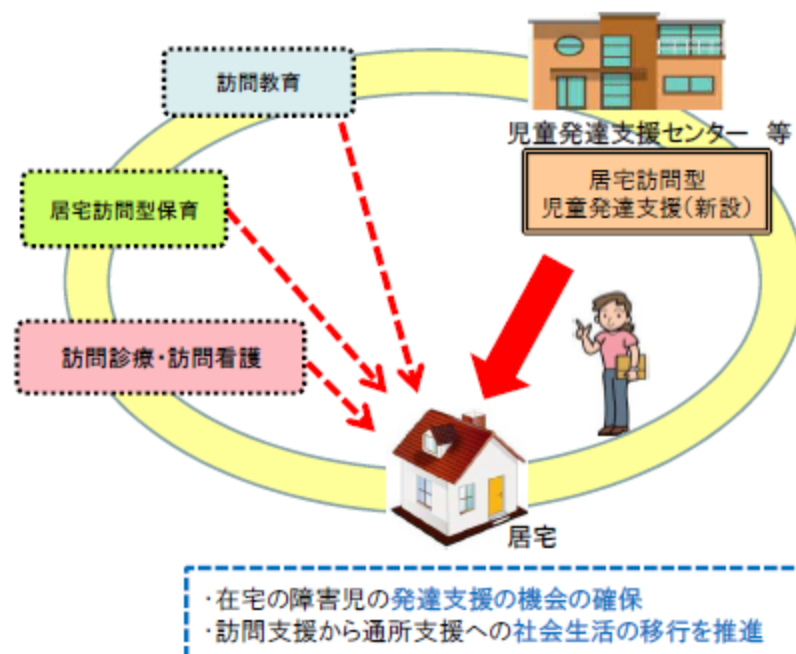 訪問教育
児童発達支援センター 等
居宅訪問型
児童発達支援(新設)
居宅訪問型保育
訪問診療・訪問看護
居宅
・在宅の障害児の発達支援の機会の確保
・訪問支援から通所支援への社会生活の移行を推進